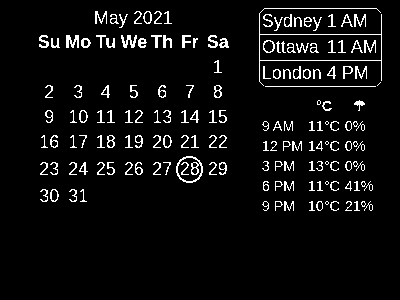 May 2021
Su Mo Tu We Th Fr Sa
1
2 3 4 5 6 7 8
9 10 11 12 13 14 15
16 17 18 19 20 21 22
23 24 25 26 27 28 29
30 31
Sydney 1 AM
Ottawa 11 AM
London 4 PM
°C ☂
9 AM 11°C 0%
12 PM 14°C 0%
3 PM 13°C 0%
6 PM 11°C 41%
9 PM 10°C 21%